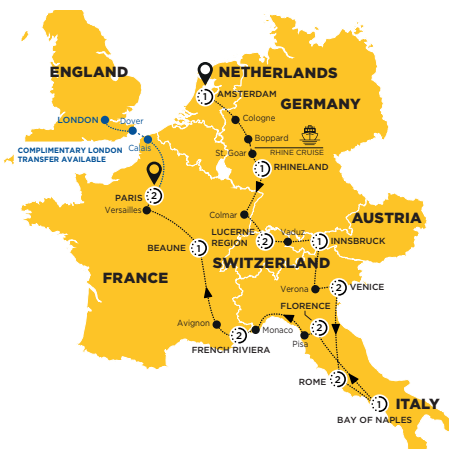 ENGLAND
NETHERLANDS
1
AMSTERDAM
GERMANY
LONDON
Dover
Cologne
Calais
Boppard
RHINE CRUISE
COMPLIMENTARY LONDON
TRANSFER AVAILABLE
St. Goar
1
RHINELAND
PARIS
2
Versailles
Colmar
AUSTRIA
LUCERNE
REGION
2
Vaduz
1
INNSBRUCK
BEAUNE
1
SWITZERLAND
FRANCE
Verona
2
VENICE
FLORENCE
2
Avignon
Monaco
Pisa
2
FRENCH RIVIERA
ROME
2
1
ITALY
BAY OF NAPLES